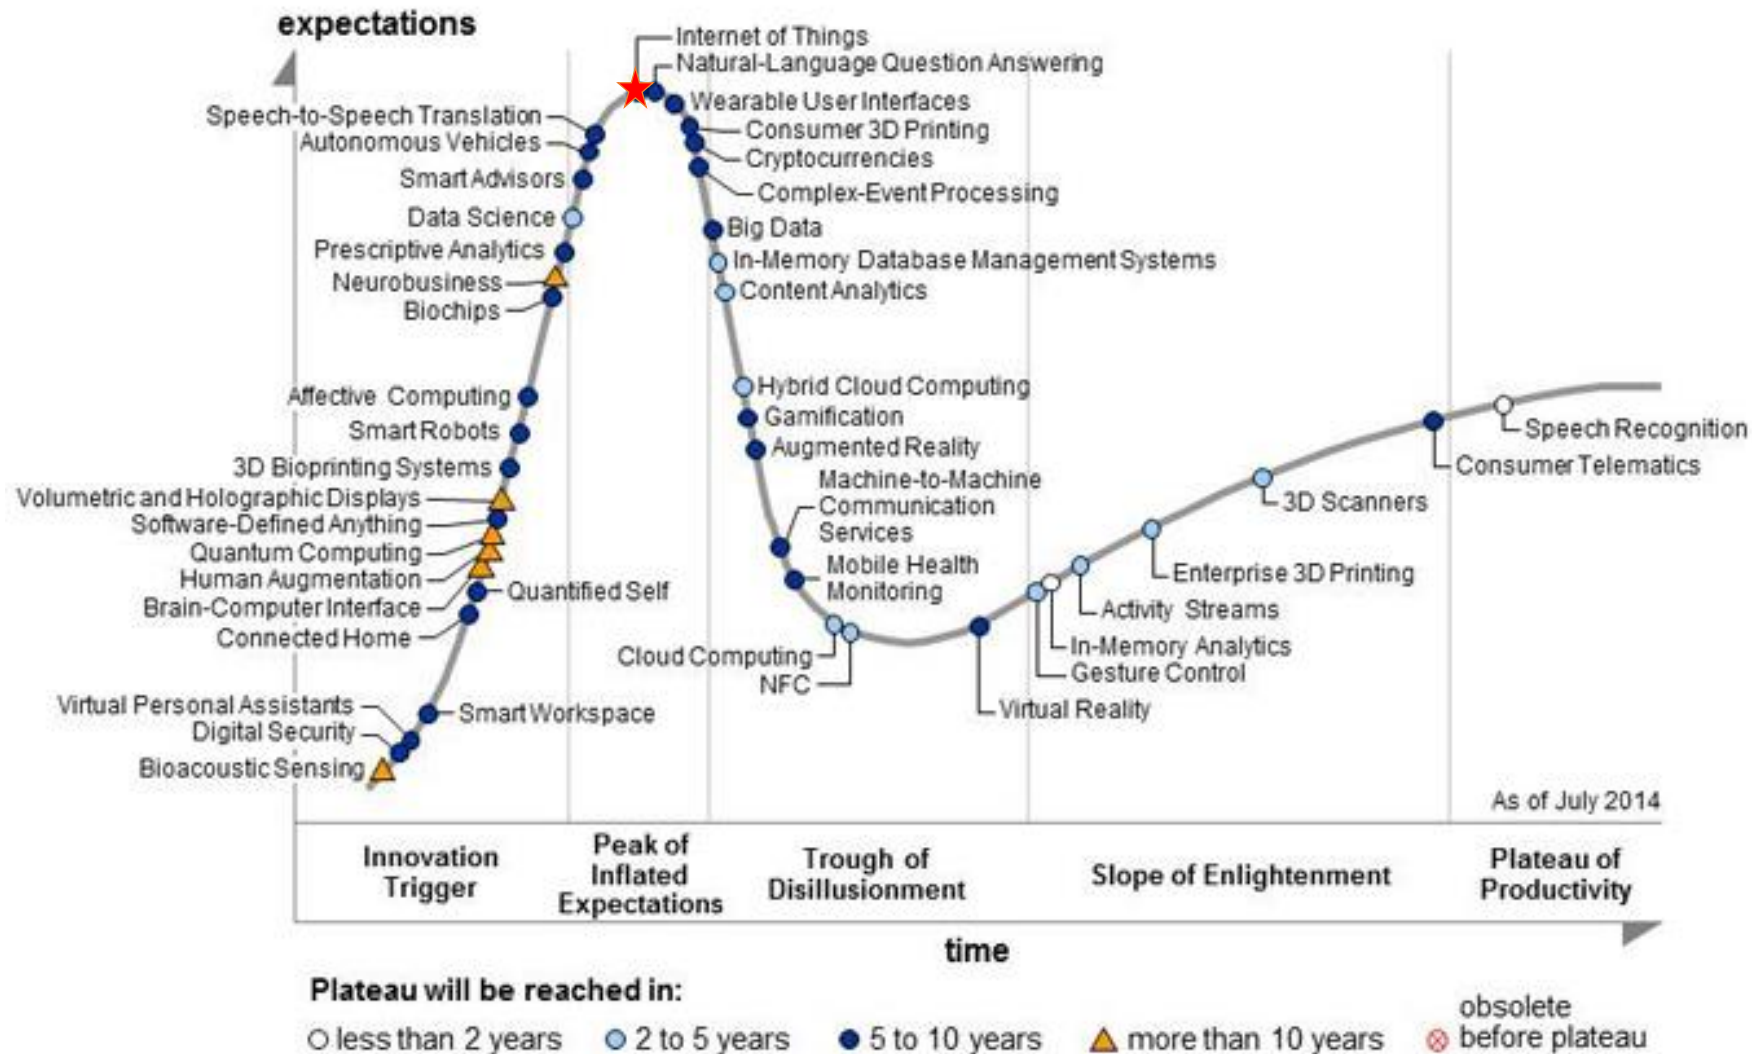 expectations
Internet of Things
Natural-Language Question Answering
Wearable User Interfaces
Consumer 3D Printing
Cryptocurrencies
Complex-Event Processing
Speech-to-Speech Translation
Autonomous Vehicles
Smart Advisors
Data Science
Prescriptive Analytics
Neurobusiness
Biochips
Big Data
In-Memory Database Management Systems
Content Analytics
Affective Computing
Smart Robots
3D Bioprinting Systems
Volumetric and Holographic Displays
Software-Defined Anything
Quantum Computing
Human Augmentation
Brain-Computer Interface
Connected Home
Quantified Self
Virtual Personal Assistants
Digital Security
Bioacoustic Sensing
Smart Workspace
Hybrid Cloud Computing
Gamification
Augmented Reality
Machine-to-Machine
Communication
Services
Mobile Health
Monitoring
Cloud Computing
NFC
Virtual Reality
Gesture Control
In-Memory Analytics
Activity Streams
Enterprise 3D Printing
3D Scanners
Consumer Telematics
Speech Recognition
As of July 2014
Innovation
Trigger
Peak of
Inflated
Expectations
Trough of
Disillusionment
Slope of Enlightenment
Plateau of
Productivity
time
Plateau will be reached in:
less than 2 years
2 to 5 years
5 to 10 years
more than 10 years
obsolete
before plateau